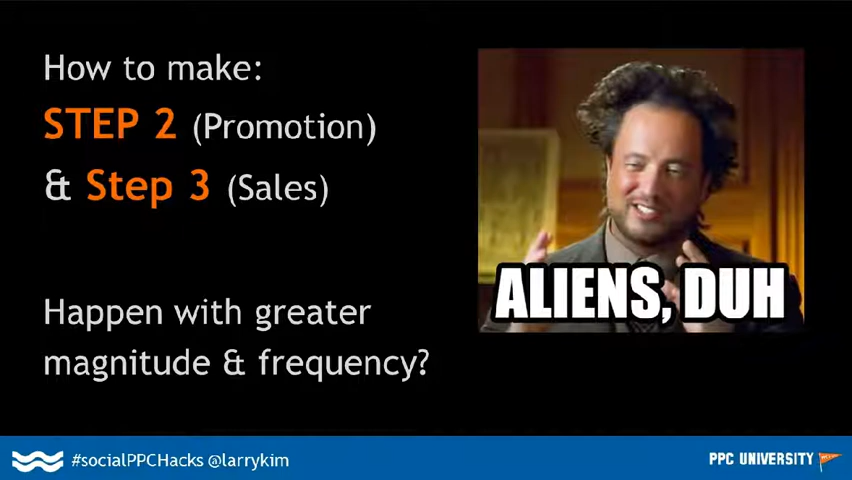 How to make:
STEP 2 (Promotion)
& Step 3 (Sales)
Happen with greater
magnitude & frequency?
ALIENS, DUH
#socialPPCHacks @larrykim
PPC UNIVERSITY